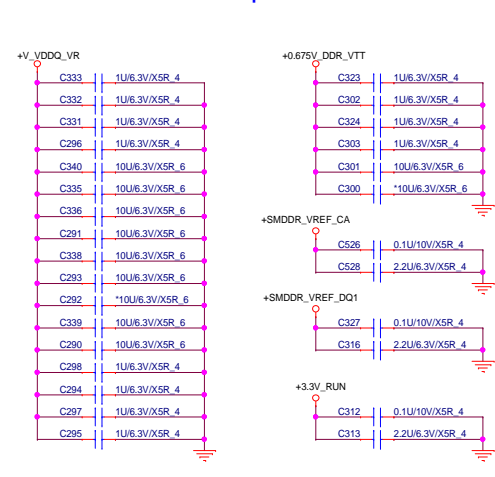 +V_VDDQ_VR
C333 1U/6.3V/X5R_4
C332 1U/6.3V/X5R_4
C331 1U/6.3V/X5R_4
C296 1U/6.3V/X5R_4
C340 10U/6.3V/X5R_6
C335 10U/6.3V/X5R_6
C336 10U/6.3V/X5R_6
C291 10U/6.3V/X5R_6
C338 10U/6.3V/X5R_6
C293 10U/6.3V/X5R_6
C292 *10U/6.3V/X5R_6
C339 10U/6.3V/X5R_6
C290 10U/6.3V/X5R_6
C298 1U/6.3V/X5R_4
C294 1U/6.3V/X5R_4
C297 1U/6.3V/X5R_4
C295 1U/6.3V/X5R_4
+0.675V_DDR_VTT
C323 1U/6.3V/X5R_4
C302 1U/6.3V/X5R_4
C324 1U/6.3V/X5R_4
C303 1U/6.3V/X5R_4
C301 10U/6.3V/X5R_6
C300 *10U/6.3V/X5R_6
+SMDDR_VREF_CA
C526 0.1U/10V/X5R_4
C528 2.2U/6.3V/X5R_4
+SMDDR_VREF_DQ1
C327 0.1U/10V/X5R_4
C316 2.2U/6.3V/X5R_4
+3.3V_RUN
C312 0.1U/10V/X5R_4
C313 2.2U/6.3V/X5R_4